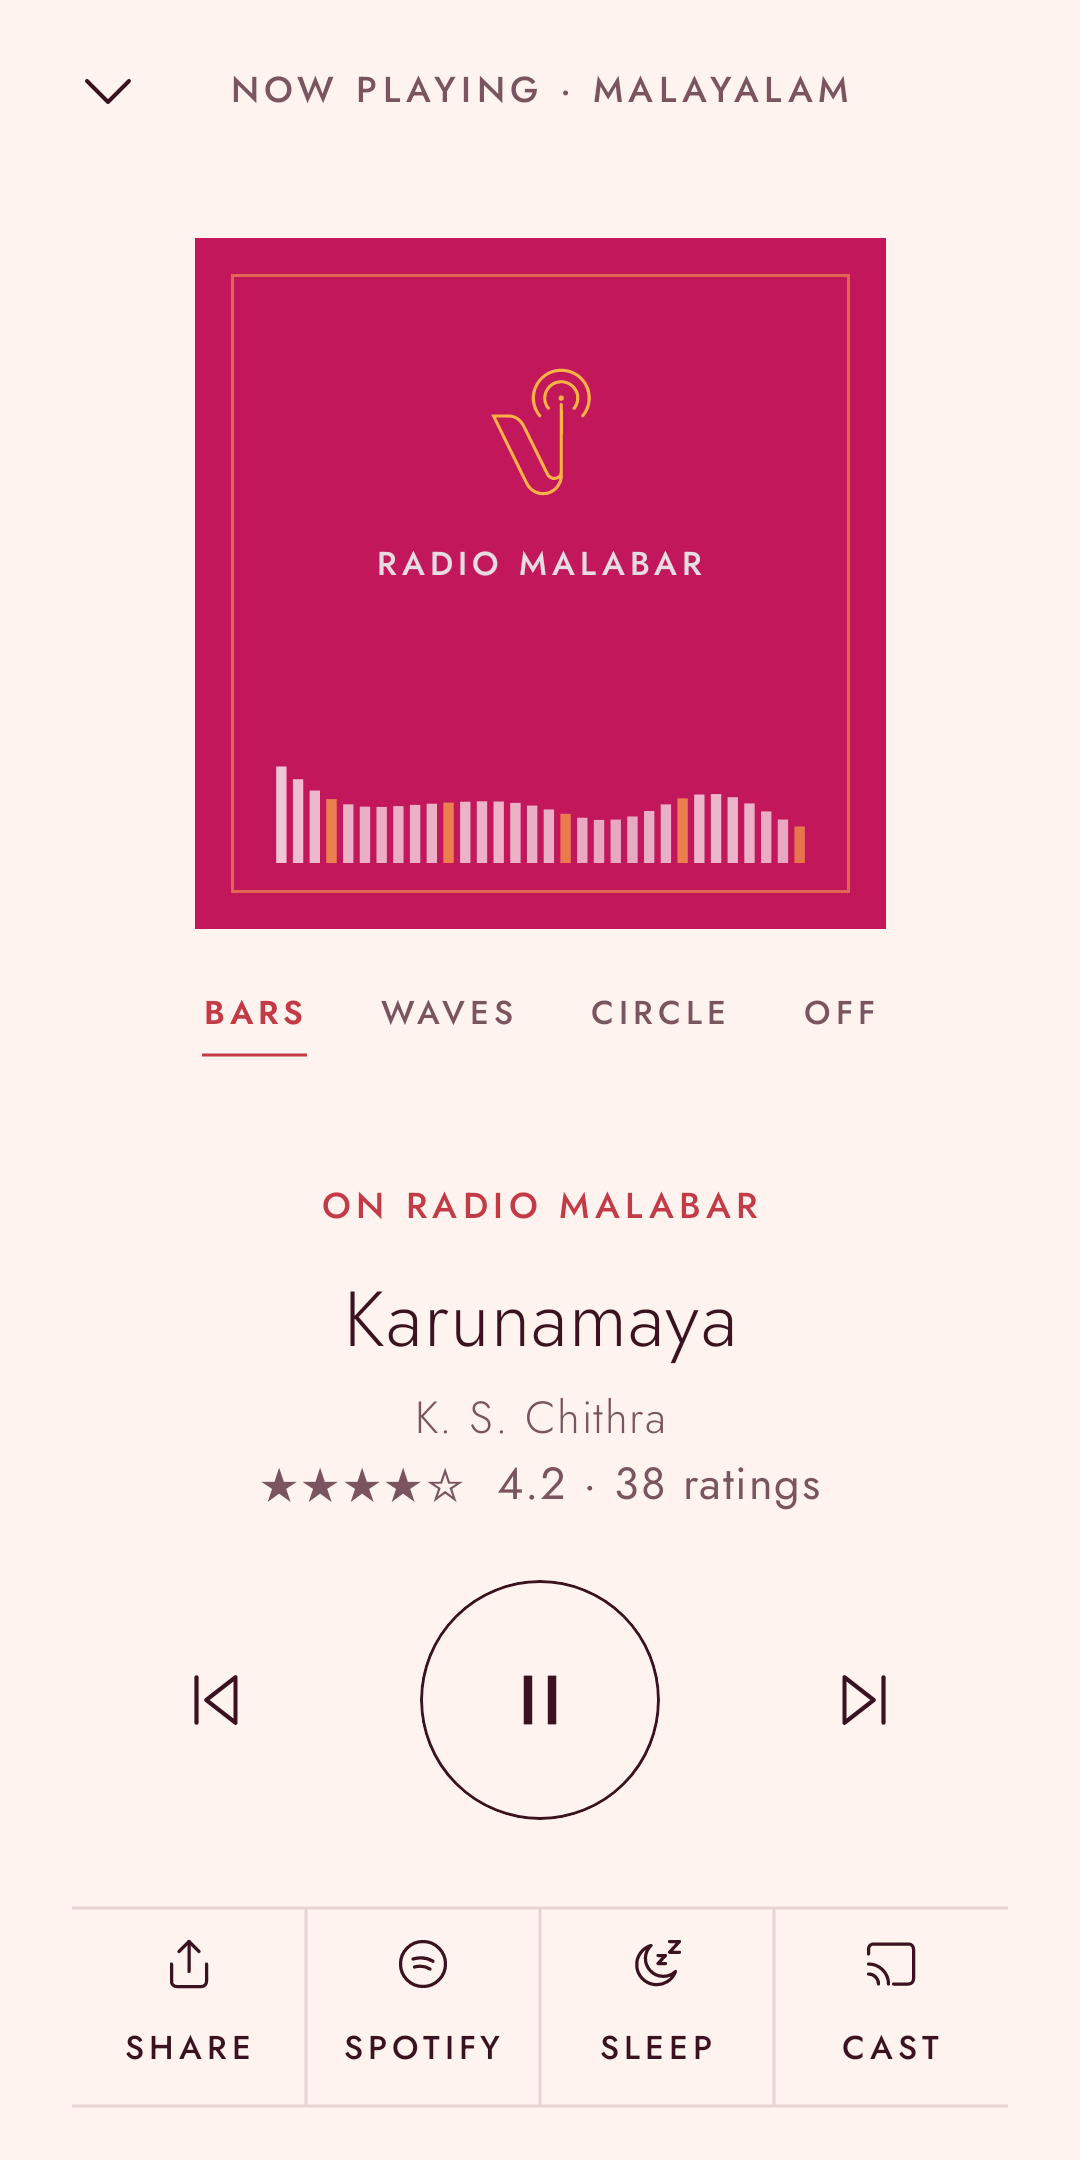 NOW PLAYING · MALAYALAM
RADIO MALABAR
BARS WAVES CIRCLE OFF
ON RADIO MALABAR
Karunamaya
K. S. Chithra
★★★★☆ 4.2 · 38 ratings
SHARE SPOTIFY SLEEP CAST